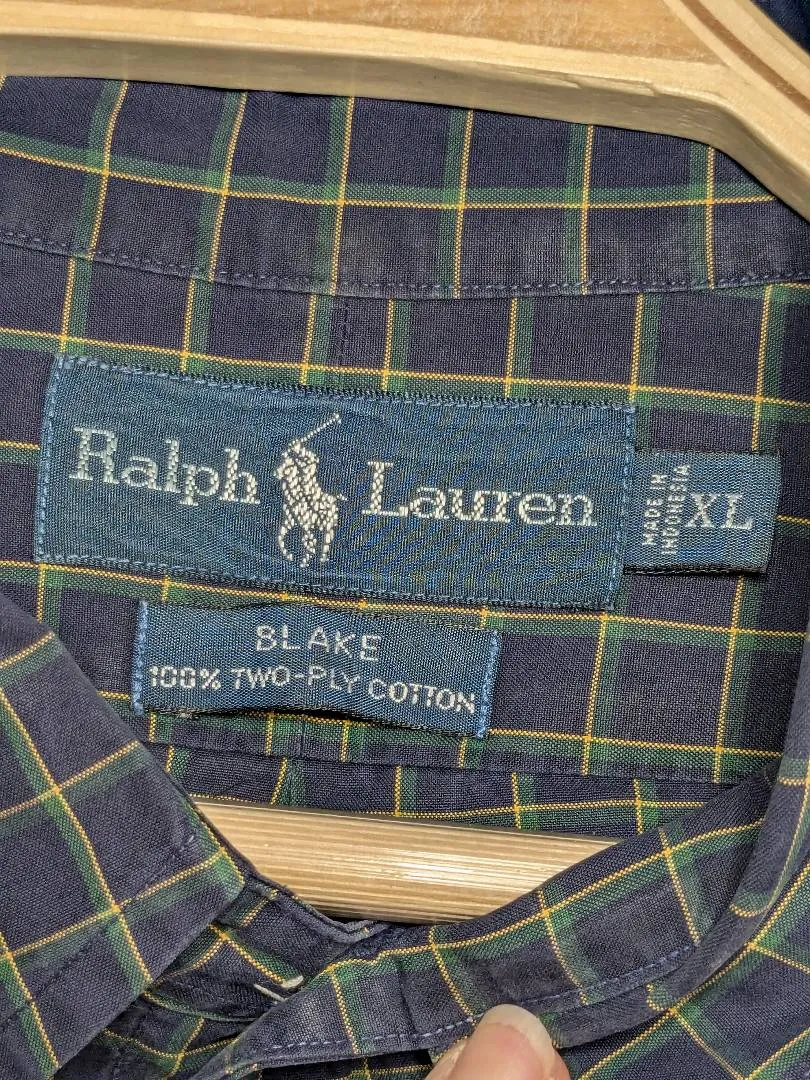 Ralph Lauren
MADE IN
INDONESIA
XL
BLAKE
100% TWO-PLY COTTON